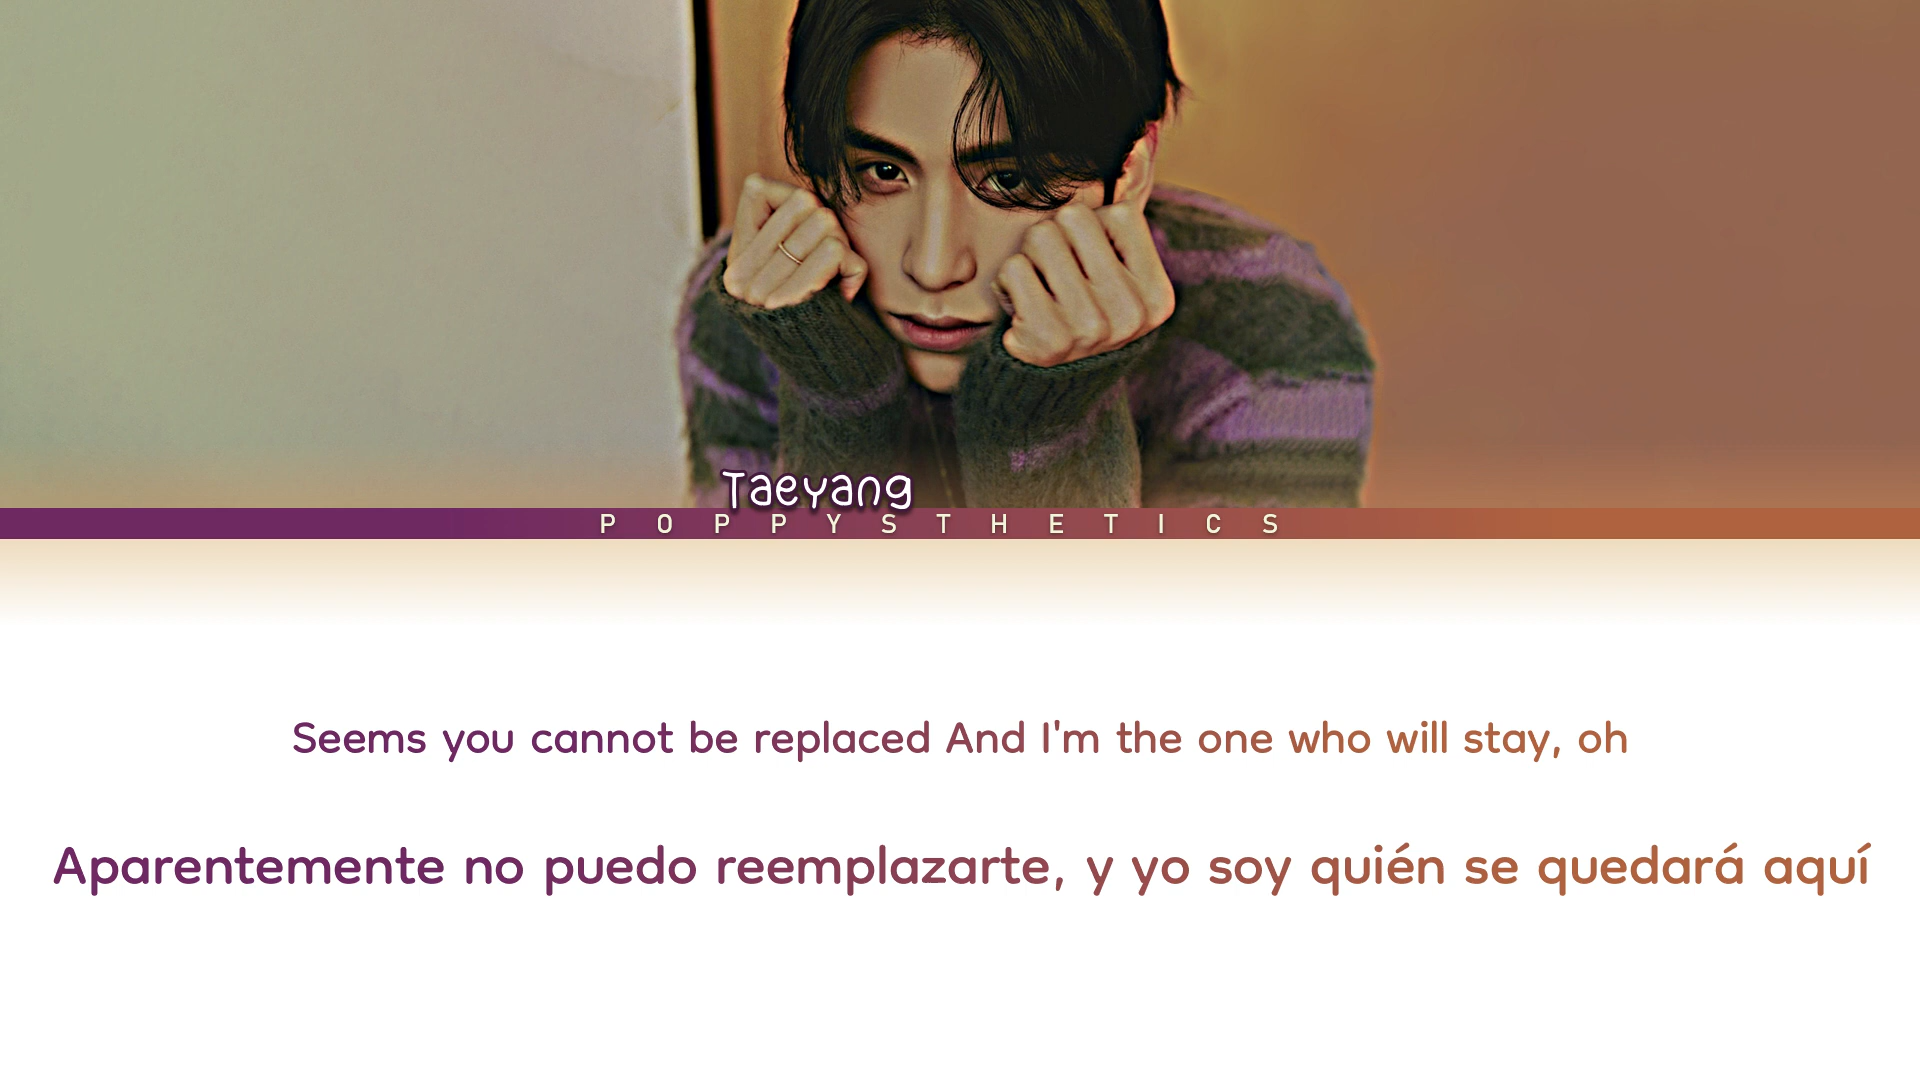 Taeyang
POPPYSTHETICS
Seems you cannot be replaced And I'm the one who will stay, oh
Aparentemente no puedo reemplazarte, y yo soy quién se quedará aquí